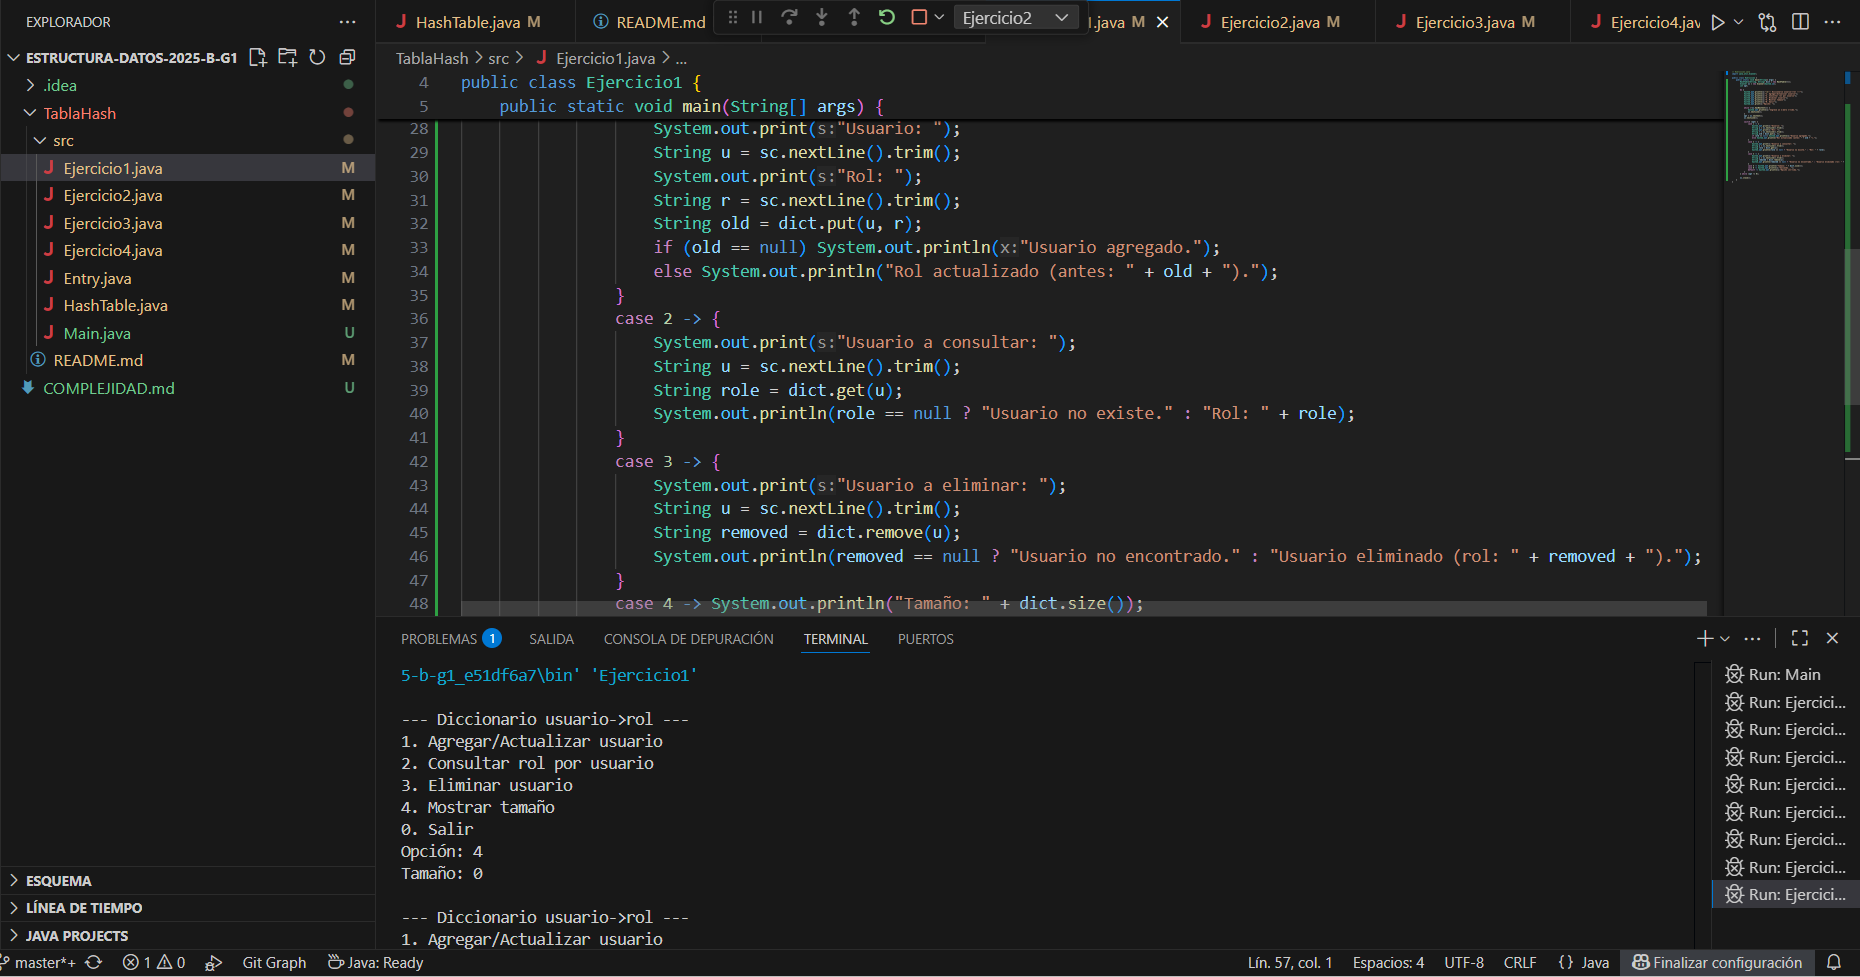 EXPLORADOR
ESTRUCTURA-DATOS-2025-B-G1
.idea
TablaHash
src
Ejercicio1.java M
Ejercicio2.java M
Ejercicio3.java M
Ejercicio4.java M
Entry.java M
HashTable.java M
Main.java U
README.md M
COMPLEJIDAD.md U
ESQUEMA
LÍNEA DE TIEMPO
JAVA PROJECTS
HashTable.java M
README.md
Ejercicio2
.java M
Ejercicio2.java M
Ejercicio3.java M
Ejercicio4.jav
TablaHash > src > Ejercicio1.java > ...
4 public class Ejercicio1 {
5 public static void main(String[] args) {
28 System.out.print(s:"Usuario: ");
29 String u = sc.nextLine().trim();
30 System.out.print(s:"Rol: ");
31 String r = sc.nextLine().trim();
32 String old = dict.put(u, r);
33 if (old == null) System.out.println(x:"Usuario agregado.");
34 else System.out.println("Rol actualizado (antes: " + old + ").");
35 }
36 case 2 -> {
37 System.out.print(s:"Usuario a consultar: ");
38 String u = sc.nextLine().trim();
39 String role = dict.get(u);
40 System.out.println(role == null ? "Usuario no existe." : "Rol: " + role);
41 }
42 case 3 -> {
43 System.out.print(s:"Usuario a eliminar: ");
44 String u = sc.nextLine().trim();
45 String removed = dict.remove(u);
46 System.out.println(removed == null ? "Usuario no encontrado." : "Usuario eliminado (rol: " + removed + ").");
47 }
48 case 4 -> System.out.println("Tamaño: " + dict.size());
PROBLEMAS 1 SALIDA CONSOLA DE DEPURACIÓN TERMINAL PUERTOS
5-b-g1_e51df6a7\bin' 'Ejercicio1'
--- Diccionario usuario->rol ---
1. Agregar/Actualizar usuario
2. Consultar rol por usuario
3. Eliminar usuario
4. Mostrar tamaño
0. Salir
Opción: 4
Tamaño: 0
--- Diccionario usuario->rol ---
1. Agregar/Actualizar usuario
Run: Main
Run: Ejercici...
Run: Ejercici...
Run: Ejercici...
Run: Ejercici...
Run: Ejercici...
Run: Ejercici...
Run: Ejercici...
Run: Ejercici...
master*+ 1 0 Git Graph Java: Ready Lín. 57, col. 1 Espacios: 4 UTF-8 CRLF {} Java Finalizar configuración